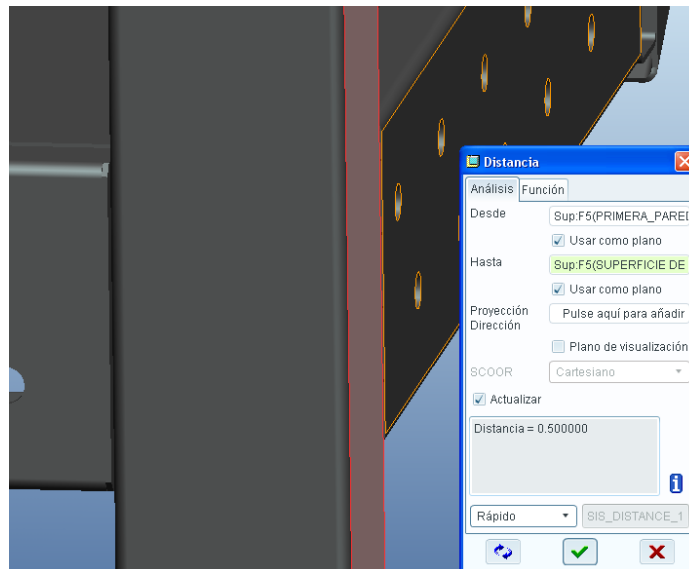 Distancia
Análisis Función
Desde Sup:F5(PRIMERA_PARED
Usar como plano
Hasta Sup:F5(SUPERFICIE DE
Usar como plano
Proyección
Dirección
Pulse aquí para añadir
Plano de visualización
SCOOR Cartesiano
Actualizar
Distancia = 0.500000
Rápido SIS_DISTANCE_1